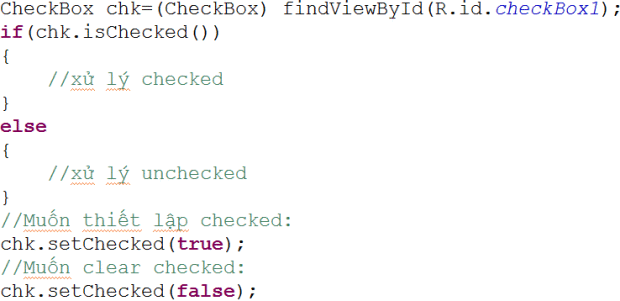 CheckBox chk=(CheckBox) findViewById(R.id.checkBox1);
if(chk.isChecked())
{
    //xử lý checked
}
else
{
    //xử lý unchecked
}
//Muốn thiết lập checked:
chk.setChecked(true);
//Muốn clear checked:
chk.setChecked(false);